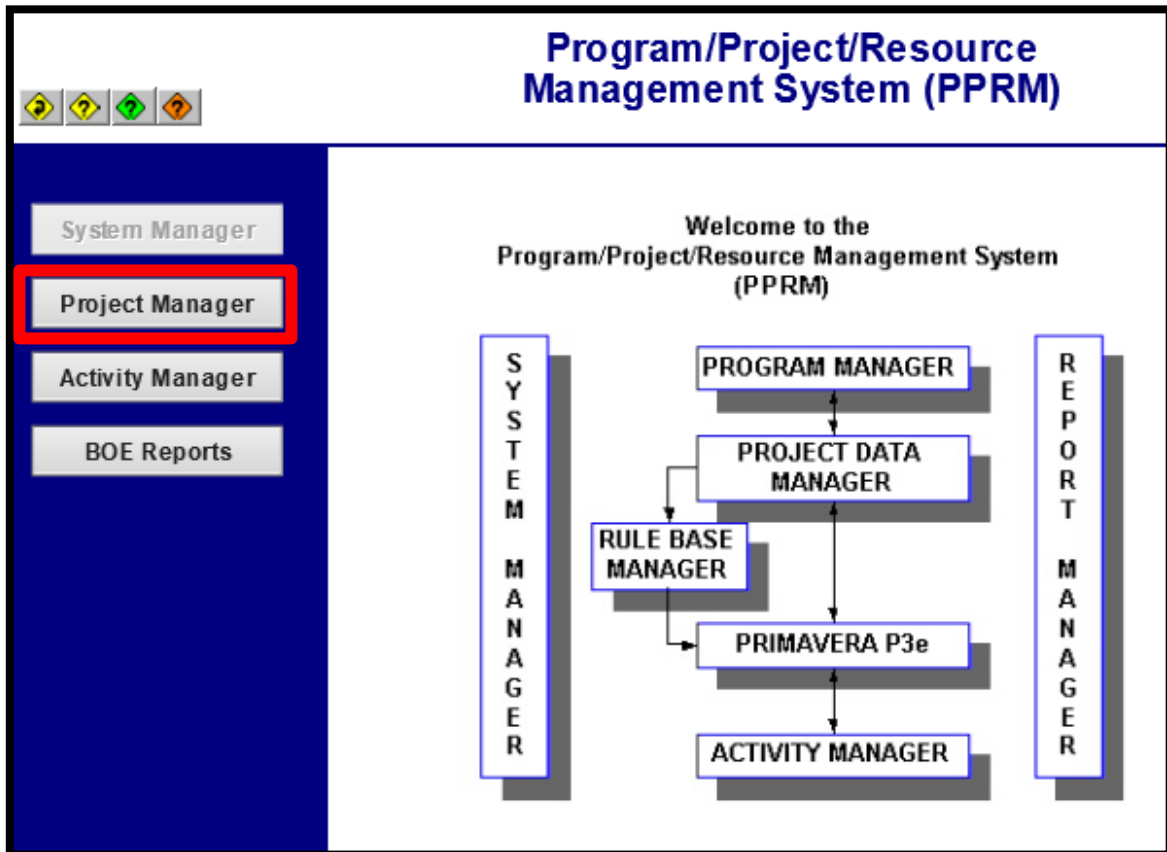 Program/Project/Resource
Management System (PPRM)
System Manager
Project Manager
Activity Manager
BOE Reports
Welcome to the
Program/Project/Resource Management System
(PPRM)
SYSTEM MANAGER
PROGRAM MANAGER
PROJECT DATA
MANAGER
RULE BASE
MANAGER
PRIMAVERA P3e
ACTIVITY MANAGER
REPORT MANAGER